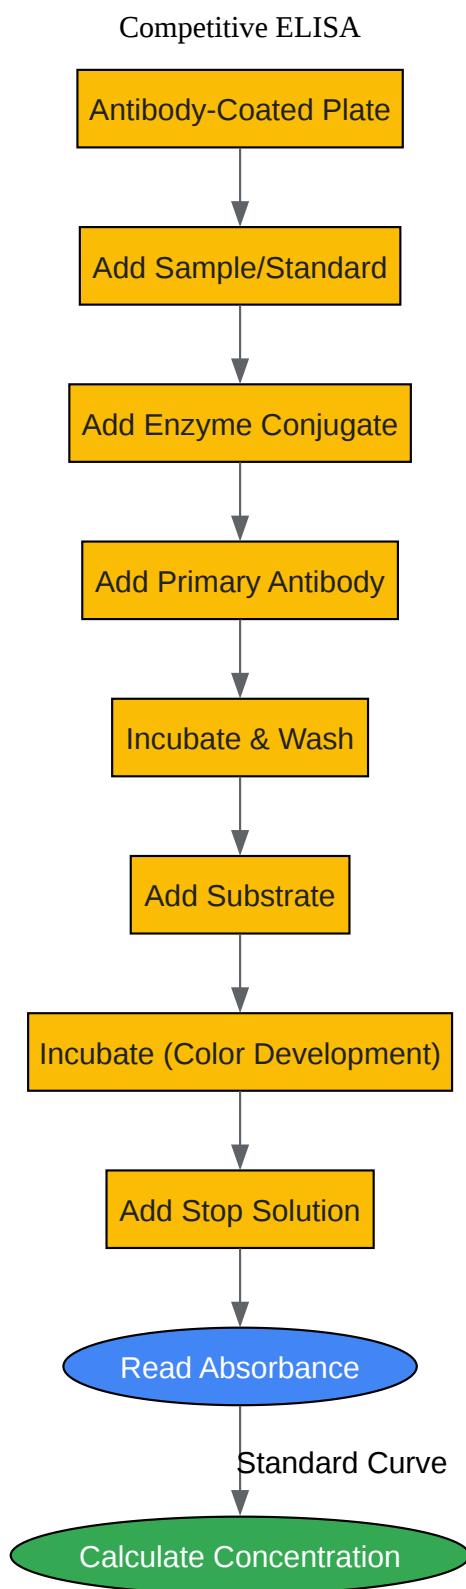 Competitive ELISA
Antibody-Coated Plate
Add Sample/Standard
Add Enzyme Conjugate
Add Primary Antibody
Incubate & Wash
Add Substrate
Incubate (Color Development)
Add Stop Solution
Read Absorbance
Standard Curve
Calculate Concentration